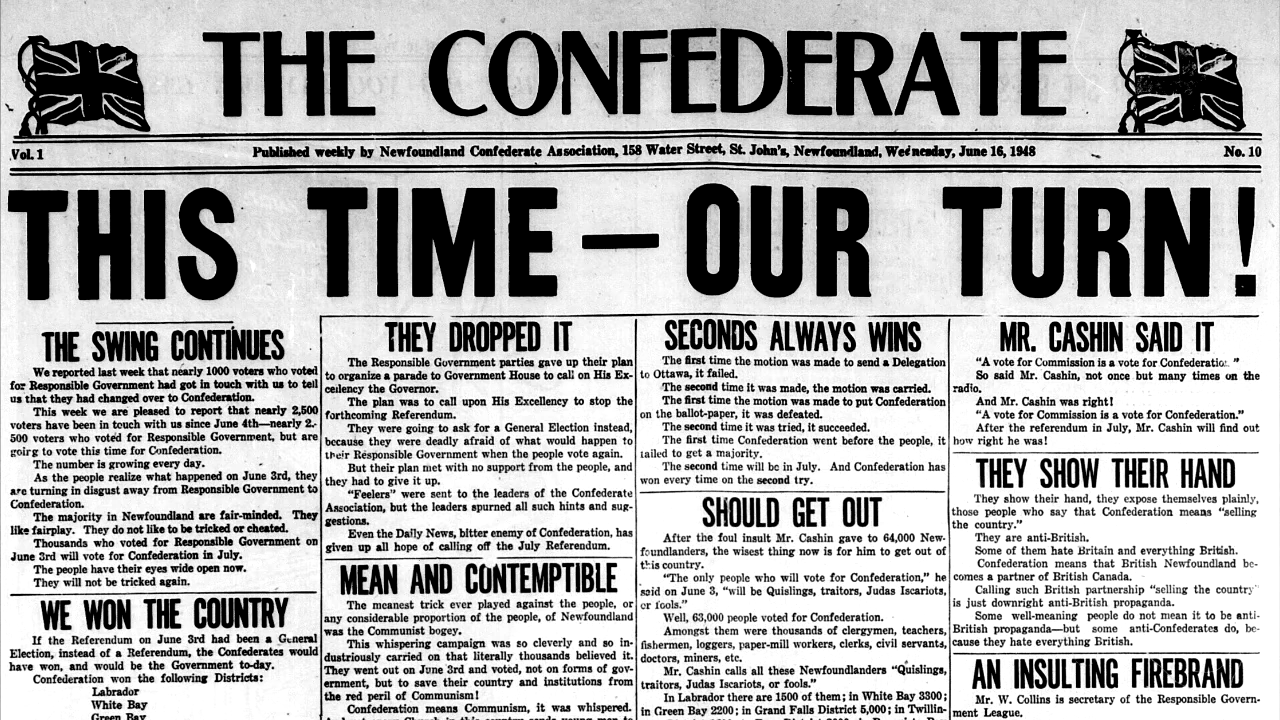 THE CONFEDERATE
Vol. 1
Published weekly by Newfoundland Confederate Association, 158 Water Street, St. John's, Newfoundland, Wednesday, June 16, 1948
No. 10
THIS TIME — OUR TURN!
THE SWING CONTINUES
We reported last week that nearly 1000 voters who voted
for Responsible Government had got in touch with us to tell
us that they had changed over to Confederation.
This week we are pleased to report that nearly 2,500
voters have been in touch with us since June 4th—nearly 2,-
500 voters who voted for Responsible Government, but are
going to vote this time for Confederation.
The number is growing every day.
As the people realize what happened on June 3rd, they
are turning in disgust away from Responsible Government to
Confederation.
The majority in Newfoundland are fair-minded. They
like fairplay. They do not like to be tricked or cheated.
Thousands who voted for Responsible Government on
June 3rd will vote for Confederation in July.
The people have their eyes wide open now.
They will not be tricked again.
WE WON THE COUNTRY
If the Referendum on June 3rd had been a General
Election, instead of a Referendum, the Confederates would
have won, and would be the Government to-day.
Confederation won the following Districts:
Labrador
White Bay
Green Bay
THEY DROPPED IT
The Responsible Government parties gave up their plan
to organize a parade to Government House to call on His Ex-
cellency the Governor.
The plan was to call upon His Excellency to stop the
forthcoming Referendum.
They were going to ask for a General Election instead,
because they were deadly afraid of what would happen to
their Responsible Government when the people vote again.
But their plan met with no support from the people, and
they had to give it up.
"Feelers" were sent to the leaders of the Confederate
Association, but the leaders spurned all such hints and sug-
gestions.
Even the Daily News, bitter enemy of Confederation, has
given up all hope of calling off the July Referendum.
MEAN AND CONTEMPTIBLE
The meanest trick ever played against the people, or
any considerable proportion of the people, of Newfoundland
was the Communist bogey.
This whispering campaign was so cleverly and so in-
dustriously carried on that literally thousands believed it.
They went out on June 3rd and voted, not on forms of gov-
ernment, but to save their country and institutions from
the red peril of Communism!
Confederation means Communism, it was whispered.
SECONDS ALWAYS WINS
The first time the motion was made to send a Delegation
to Ottawa, it failed.
The second time it was made, the motion was carried.
The first time the motion was made to put Confederation
on the ballot-paper, it was defeated.
The second time it was tried, it succeeded.
The first time Confederation went before the people, it
failed to get a majority.
The second time will be in July. And Confederation has
won every time on the second try.
SHOULD GET OUT
After the foul insult Mr. Cashin gave to 64,000 New-
foundlanders, the wisest thing now is for him to get out of
this country.
"The only people who will vote for Confederation," he
said on June 3, "will be Quislings, traitors, Judas Iscariots,
or fools."
Well, 63,000 people voted for Confederation.
Amongst them were thousands of clergymen, teachers,
fishermen, loggers, paper-mill workers, clerks, civil servants,
doctors, miners, etc.
Mr. Cashin calls all these Newfoundlanders "Quislings,
traitors, Judas Iscariots, or fools."
In Labrador there are 1500 of them; in White Bay 3300;
in Green Bay 2200; in Grand Falls District 5,000; in Twillin-
MR. CASHIN SAID IT
"A vote for Commission is a vote for Confederation."
So said Mr. Cashin, not once but many times on the
radio.
And Mr. Cashin was right!
"A vote for Commission is a vote for Confederation."
After the referendum in July, Mr. Cashin will find out
how right he was!
THEY SHOW THEIR HAND
They show their hand, they expose themselves plainly,
those people who say that Confederation means "selling
the country."
They are anti-British.
Some of them hate Britain and everything British.
Confederation means that British Newfoundland be-
comes a partner of British Canada.
Calling such British partnership "selling the country"
is just downright anti-British propaganda.
Some well-meaning people do not mean it to be anti-
British propaganda—but some anti-Confederates do, be-
cause they hate everything British.
AN INSULTING FIREBRAND
Mr. W. Collins is secretary of the Responsible Govern-
ment League.